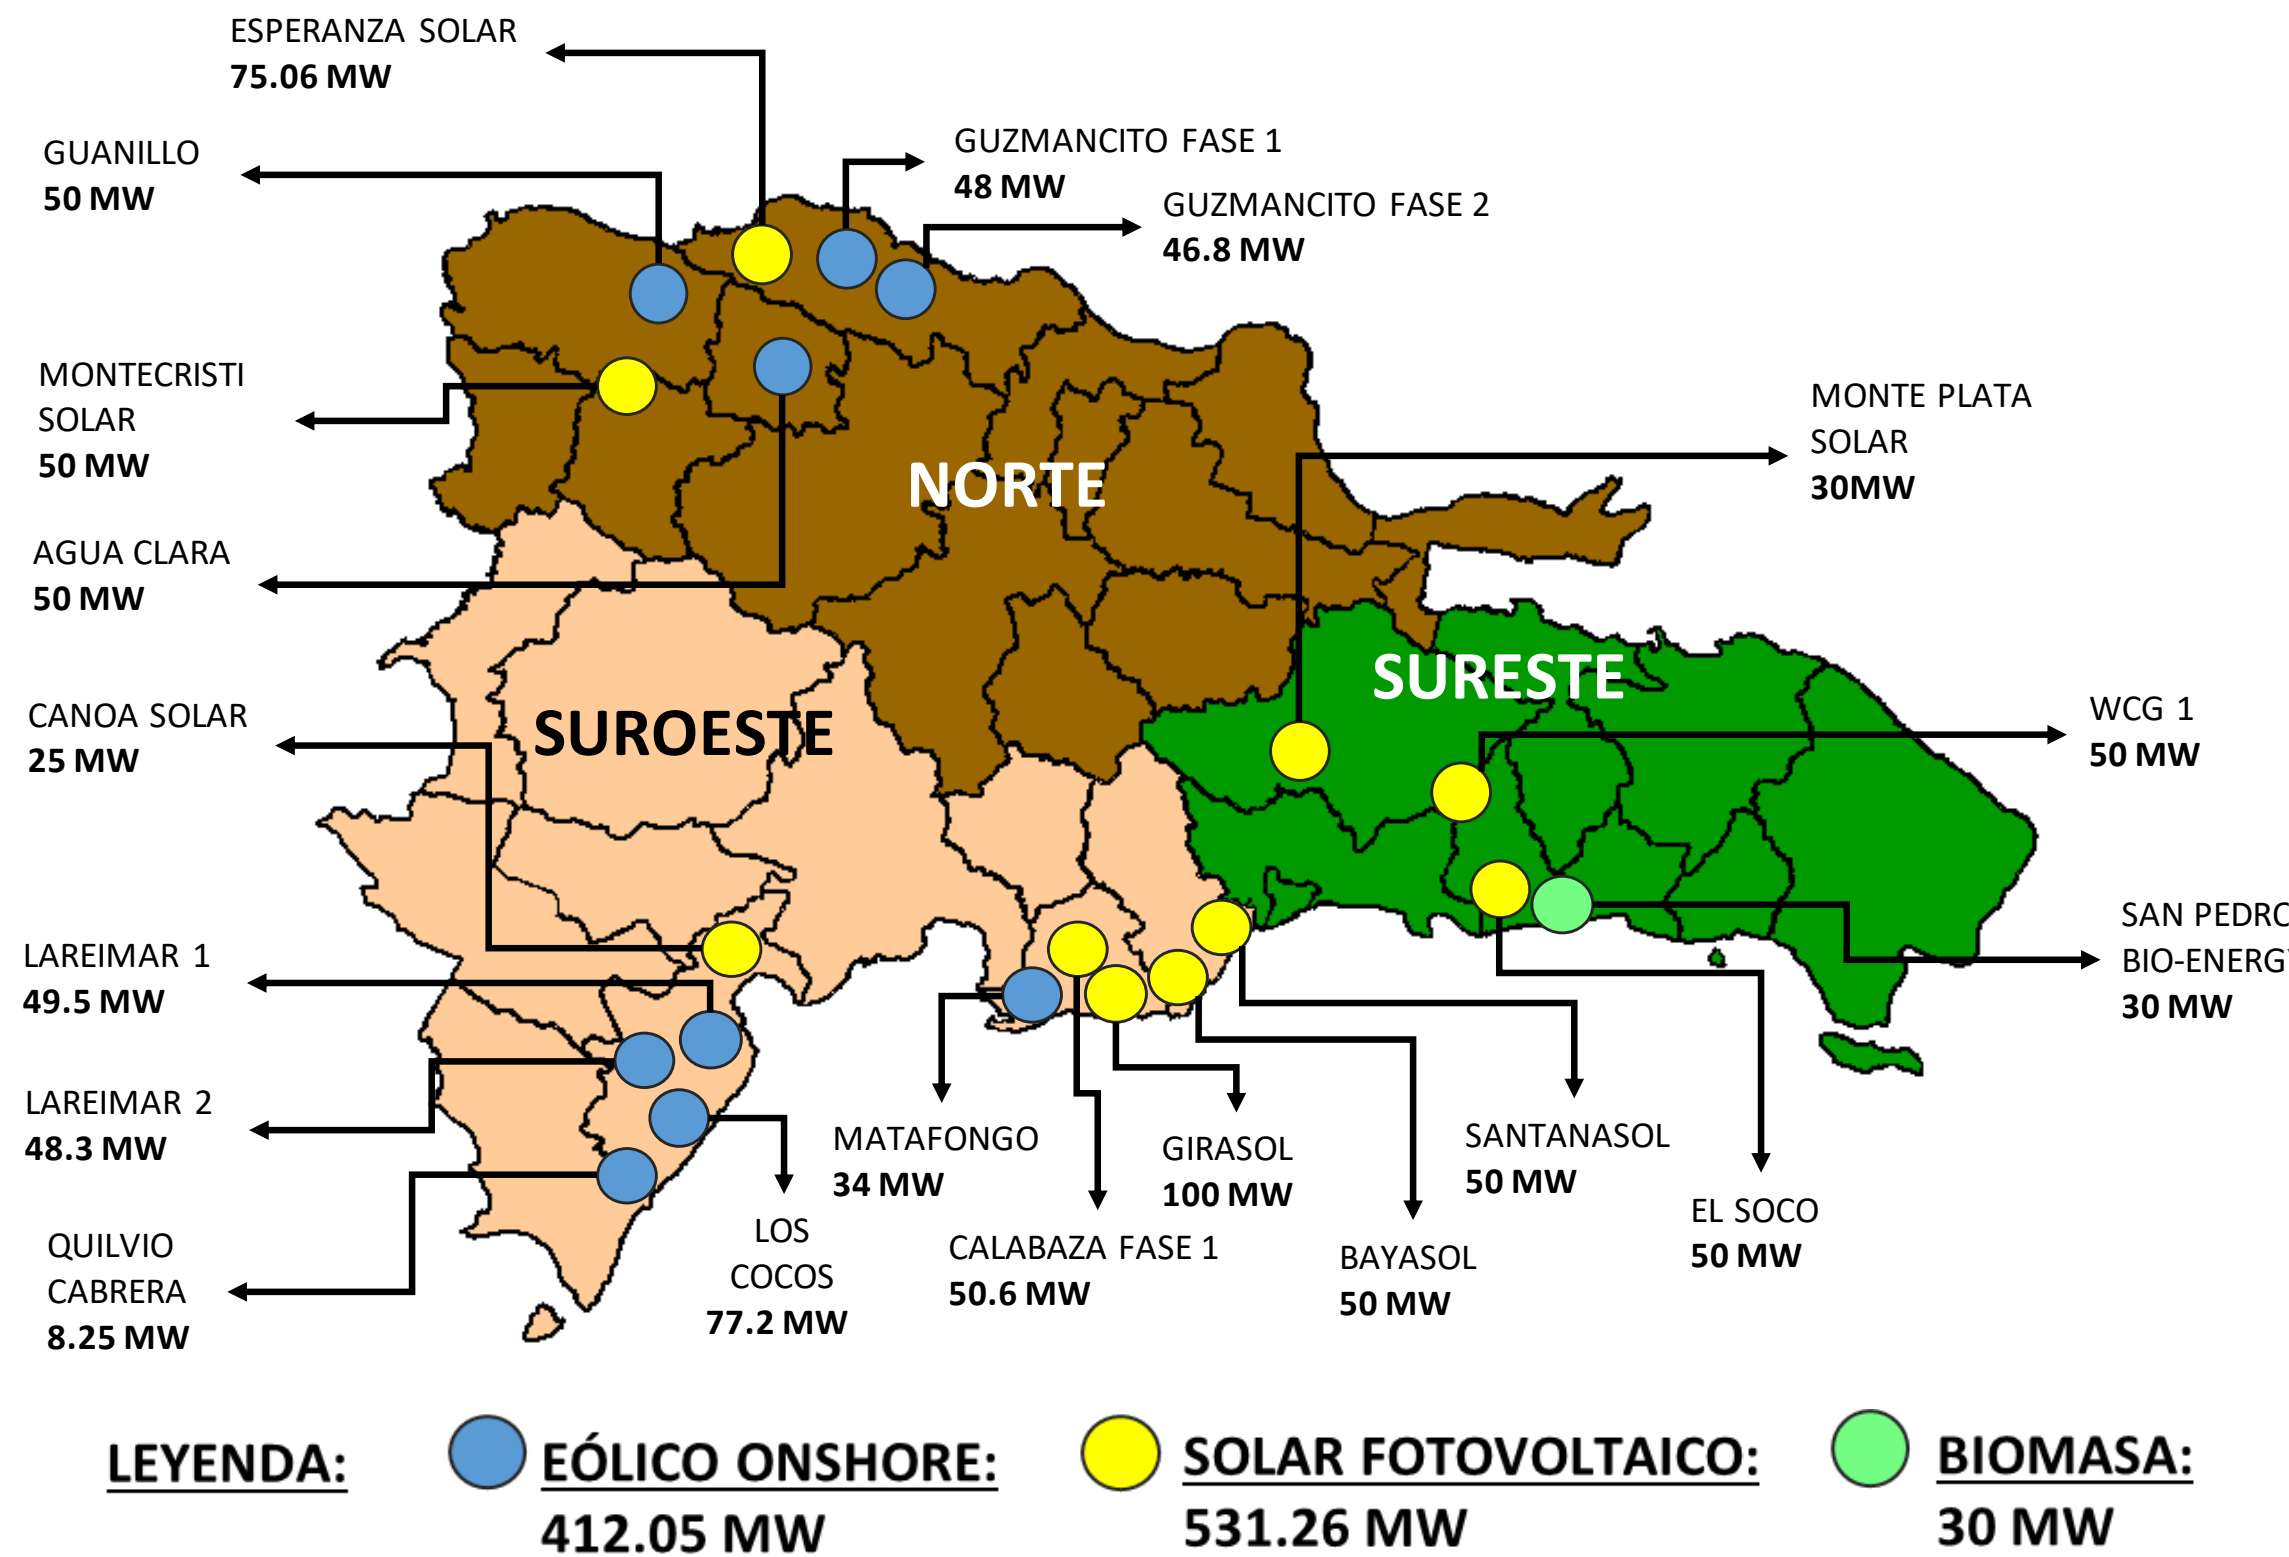 ESPERANZA SOLAR
75.06 MW
GUANILLO
50 MW
GUZMANCITO FASE 1
48 MW
GUZMANCITO FASE 2
46.8 MW
MONTECRISTI
SOLAR
50 MW
MONTE PLATA
SOLAR
30MW
NORTE
AGUA CLARA
50 MW
SURESTE
CANOA SOLAR
25 MW
SUROESTE
WCG 1
50 MW
LAREIMAR 1
49.5 MW
SAN PEDRO
BIO-ENERGY
30 MW
LAREIMAR 2
48.3 MW
MATAFONGO
34 MW
GIRASOL
100 MW
SANTANASOL
50 MW
QUILVIO
CABRERA
8.25 MW
LOS
COCOS
77.2 MW
CALABAZA FASE 1
50.6 MW
BAYASOL
50 MW
EL SOCO
50 MW
LEYENDA:
EÓLICO ONSHORE:
412.05 MW
SOLAR FOTOVOLTAICO:
531.26 MW
BIOMASA:
30 MW